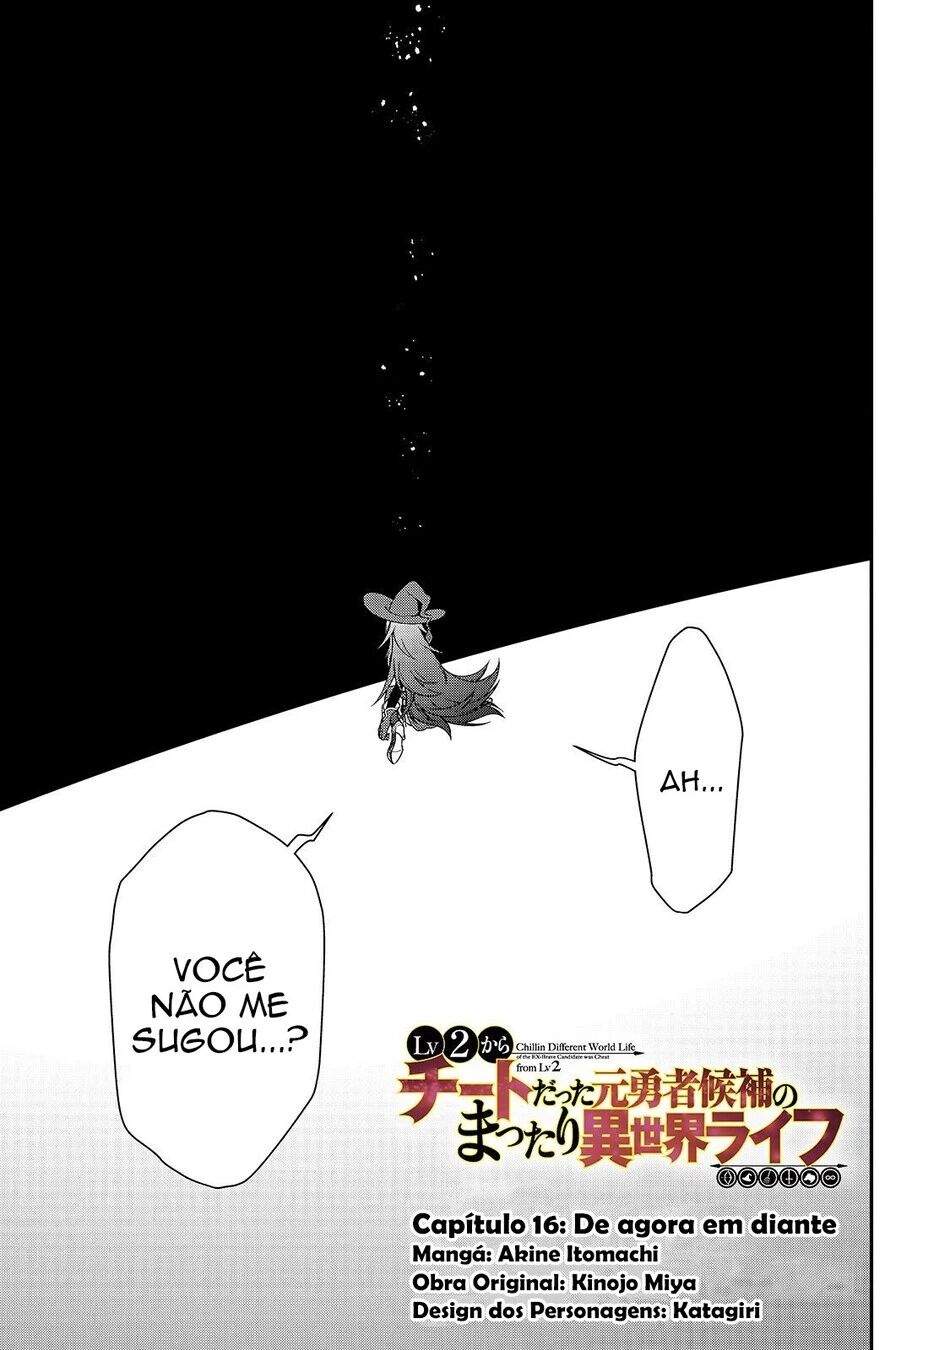 AH...
VOCÊ
NÃO ME
SUGOU...?
Lv2から
Chillin Different World Life
of the EX-Brave Candidate was Cheat
from Lv2
チートだった元勇者候補の
まったり異世界ライフ
Capítulo 16: De agora em diante
Mangá: Akine Itomachi
Obra Original: Kinojo Miya
Design dos Personagens: Katagiri